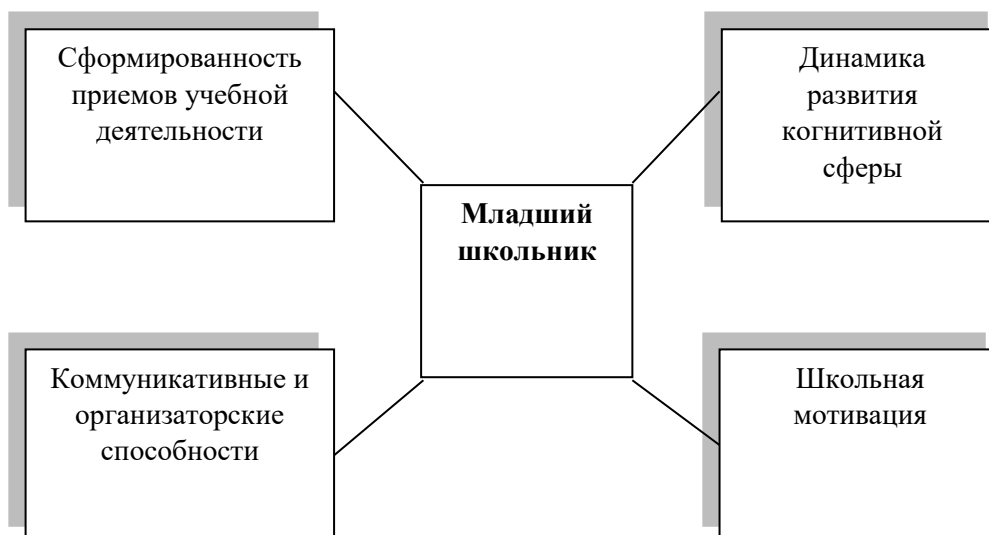 Сформированность
приемов учебной
деятельности
Динамика
развития
когнитивной
сферы
Младший
школьник
Коммуникативные и
организаторские
способности
Школьная
мотивация